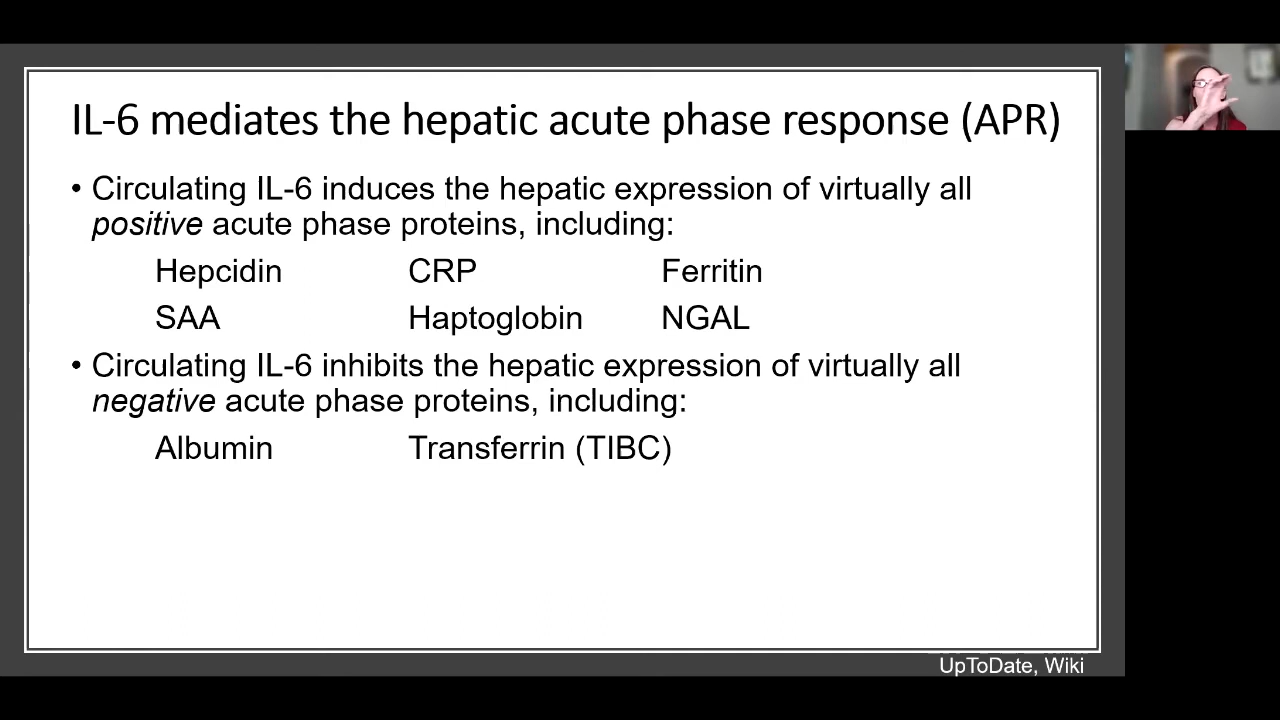 IL-6 mediates the hepatic acute phase response (APR)
• Circulating IL-6 induces the hepatic expression of virtually all
positive acute phase proteins, including:
Hepcidin CRP Ferritin
SAA Haptoglobin NGAL
• Circulating IL-6 inhibits the hepatic expression of virtually all
negative acute phase proteins, including:
Albumin Transferrin (TIBC)
UpToDate, Wiki